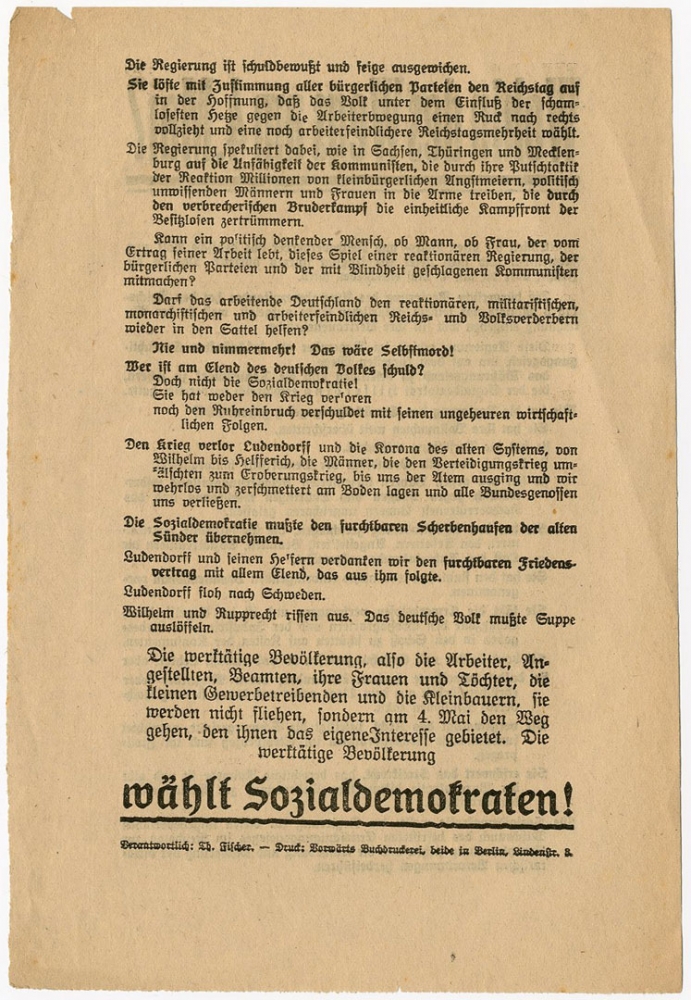 Die Regierung ist schuldbewußt und feige ausgewichen.
Sie löste mit Zustimmung aller bürgerlichen Parteien den Reichstag auf
in der Hoffnung, daß das Volk unter dem Einfluß der scham-
losesten Hetze gegen die Arbeiterbwegung einen Ruck nach rechts
vollzieht und eine noch arbeiterfeindlichere Reichstagsmehrheit wählt.
Die Regierung spekuliert dabei, wie in Sachsen, Thüringen und Mecklen-
burg auf die Unfähigkeit der Kommunisten, die durch ihre Putschtaktik
der Reaktion Millionen von kleinbürgerlichen Angstmeiern, politisch
unwissenden Männern und Frauen in die Arme treiben, die durch
den verbrecherischen Bruderkampf die einheitliche Kampffront der
Besitzlosen zertrümmern.
Kann ein politisch denkender Mensch, ob Mann, ob Frau, der vom
Ertrag seiner Arbeit lebt, dieses Spiel einer reaktionären Regierung, der
bürgerlichen Parteien und der mit Blindheit geschlagenen Kommunisten
mitmachen?
Darf das arbeitende Deutschland den reaktionären, militaristischen,
monarchistischen und arbeiterfeindlichen Reichs- und Volksverderbern
wieder in den Sattel helfen?
Nie und nimmermehr! Das wäre Selbstmord!
Wer ist am Elend des deutschen Volkes schuld?
Doch nicht die Sozialdemokratie!
Sie hat weder den Krieg verloren
noch den Ruhreinbruch verschuldet mit seinen ungeheuren wirtschaft-
lichen Folgen.
Den Krieg verlor Ludendorff und die Korona des alten Systems, von
Wilhelm bis Helfferich, die Männer, die den Verteidigungskrieg um-
fälschten zum Eroberungskrieg, bis uns der Atem ausging und wir
wehrlos und zerschmettert am Boden lagen und alle Bundesgenossen
uns verließen.
Die Sozialdemokratie mußte den furchtbaren Scherbenhaufen der alten
Sünder übernehmen.
Ludendorff und seinen Helfern verdanken wir den furchtbaren Friedens-
vertrag mit allem Elend, das aus ihm folgte.
Ludendorff floh nach Schweden.
Wilhelm und Rupprecht rissen aus. Das deutsche Volk mußte Suppe
auslöffeln.
Die werktätige Bevölkerung, also die Arbeiter, An-
gestellten, Beamten, ihre Frauen und Töchter, die
kleinen Gewerbetreibenden und die Kleinbauern, sie
werden nicht fliehen, sondern am 4. Mai den Weg
gehen, den ihnen das eigene Interesse gebietet. Die
werktätige Bevölkerung
wählt Sozialdemokraten!
Verantwortlich: Th. Fischer. — Druck: Vorwärts Buchdruckerei, beide in Berlin, Lindenstr. 3.